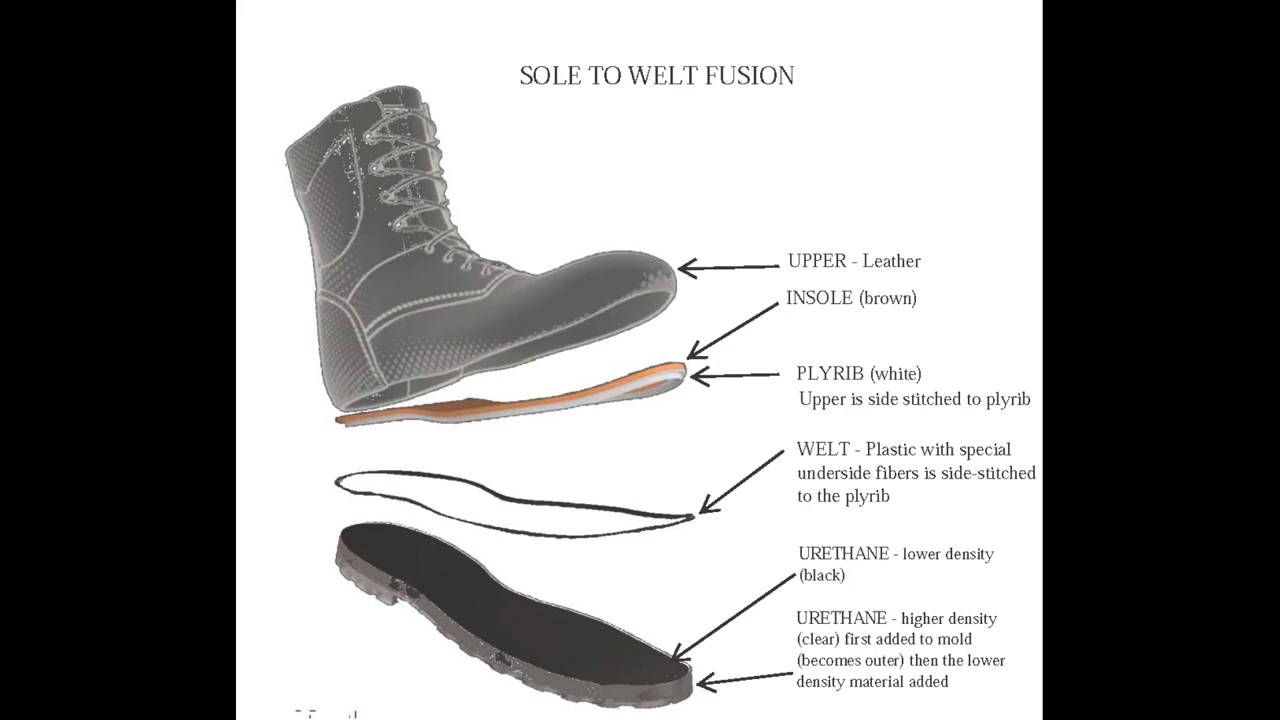 SOLE TO WELT FUSION
UPPER - Leather
INSOLE (brown)
PLYRIB (white)
Upper is side stitched to plyrib
WELT - Plastic with special
underside fibers is side-stitched
to the plyrib
URETHANE - lower density
(black)
URETHANE - higher density
(clear) first added to mold
(becomes outer) then the lower
density material added